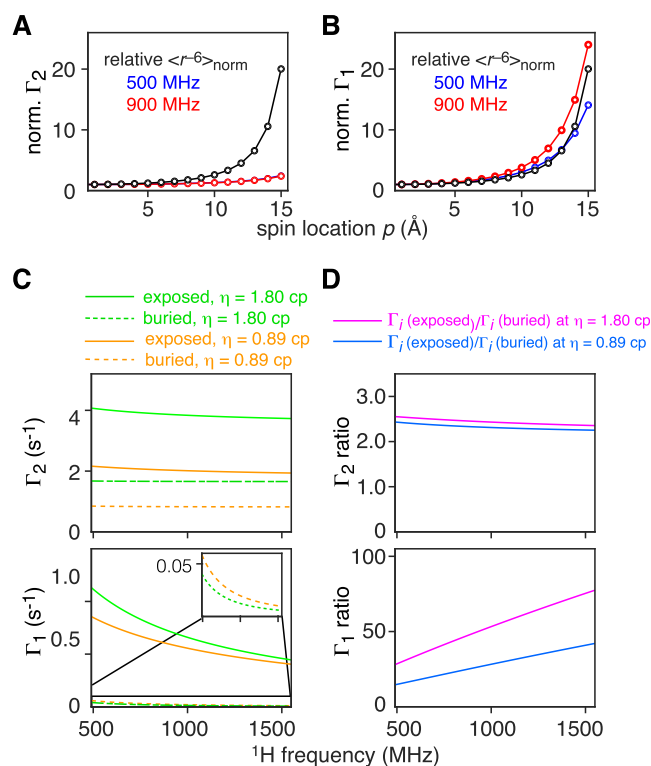 A
B
norm. Γ2
relative <r–6>norm
500 MHz
900 MHz
20
10
0
5
10
15
norm. Γ1
relative <r–6>norm
500 MHz
900 MHz
20
10
0
5
10
15
spin location p (Å)
C
D
exposed, η = 1.80 cp
buried, η = 1.80 cp
exposed, η = 0.89 cp
buried, η = 0.89 cp
Γi (exposed)/Γi (buried) at η = 1.80 cp
Γi (exposed)/Γi (buried) at η = 0.89 cp
Γ2 (s-1)
4
2
0
Γ2 ratio
3.0
2.0
1.0
0
Γ1 (s-1)
1.0
0.5
0
0.05
500
1000
1500
Γ1 ratio
100
50
0
500
1000
1500
1H frequency (MHz)